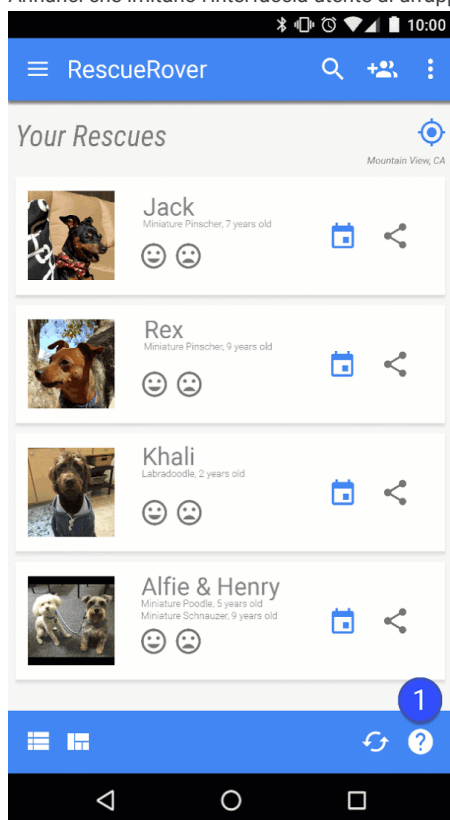 10:00
RescueRover
Your Rescues
Mountain View, CA
Jack
Miniature Pinscher, 7 years old
Rex
Miniature Pinscher, 9 years old
Khali
Labradoodle, 2 years old
Alfie & Henry
Miniature Poodle, 5 years old
Miniature Schnauzer, 9 years old
1